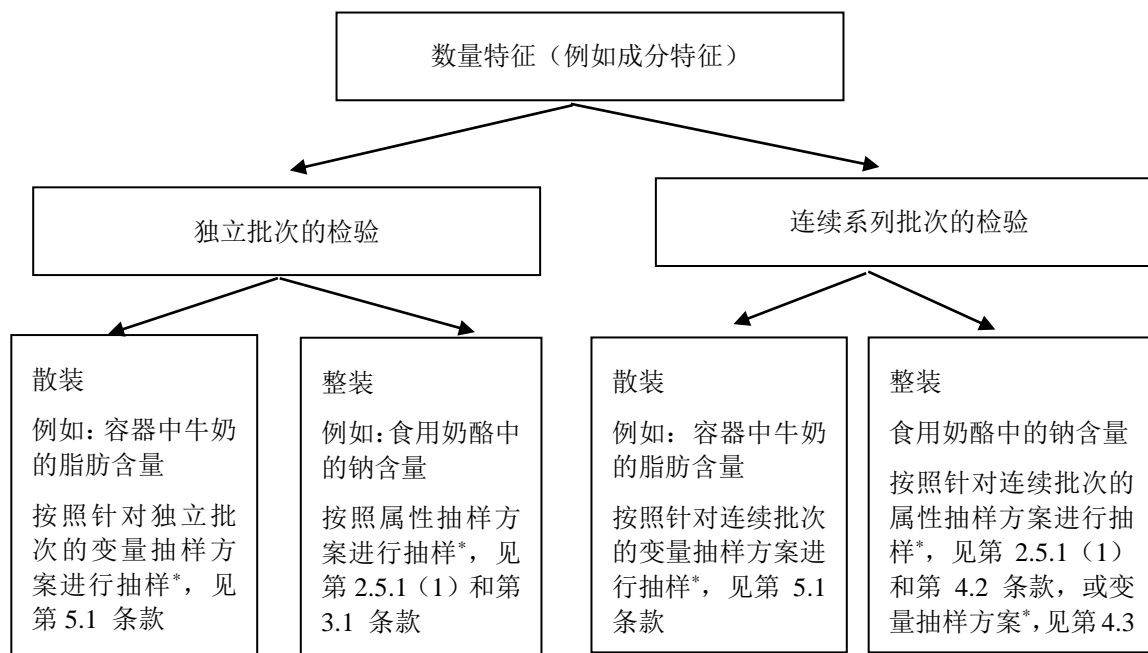 数量特征（例如成分特征）
独立批次的检验
连续系列批次的检验
散装
例如：容器中牛奶
的脂肪含量
按照针对独立批
次的变量抽样方
案进行抽样*，见
第 5.1 条款
整装
例如：食用奶酪中
的钠含量
按照属性抽样方
案进行抽样*，见
第 2.5.1（1）和第
3.1 条款
散装
例如：容器中牛奶
的脂肪含量
按照针对连续批次
的变量抽样方案进
行抽样*，见第 5.1
条款
整装
食用奶酪中的钠含量
按照针对连续批次的
属性抽样方案进行抽
样*，见第 2.5.1（1）
和第 4.2 条款，或变
量抽样方案*，见第 4.3